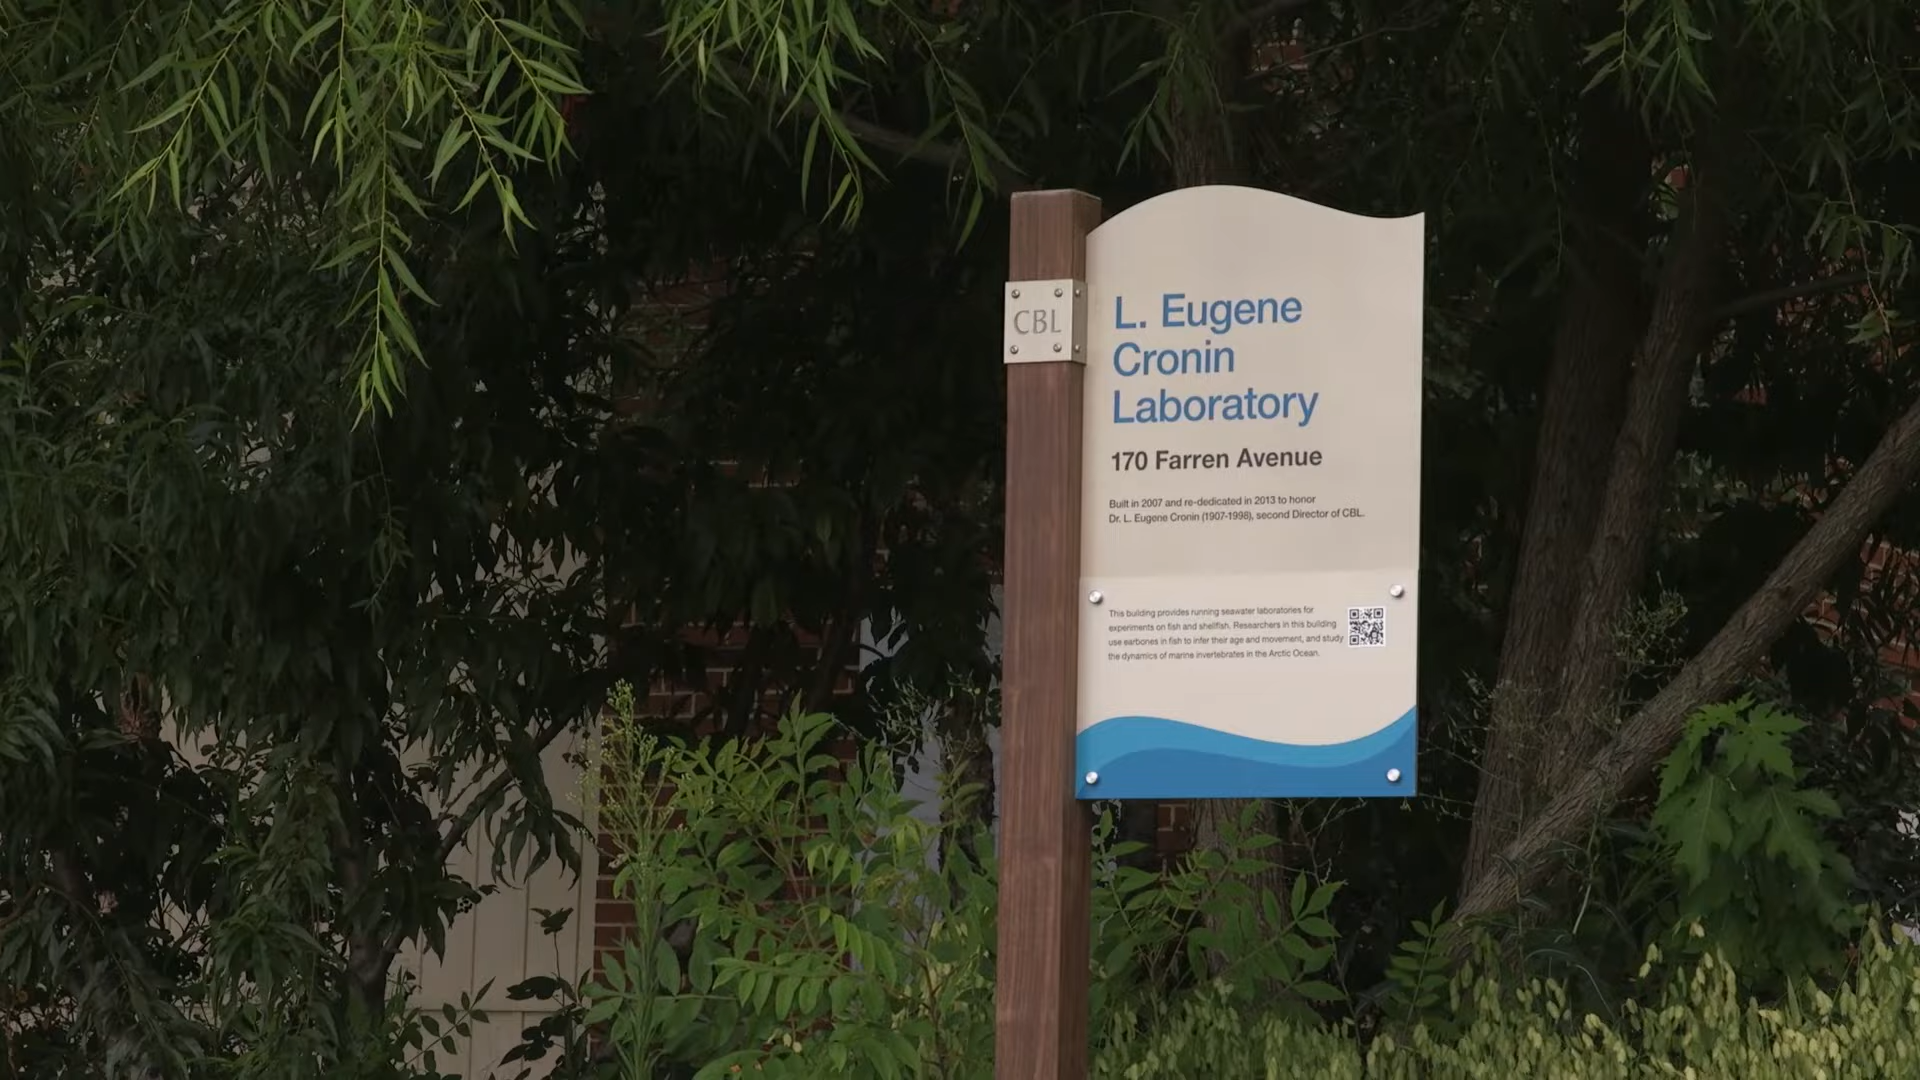 CBL
L. Eugene
Cronin
Laboratory
170 Farren Avenue
Built in 2007 and re-dedicated in 2013 to honor
Dr. L. Eugene Cronin (1907-1998), second Director of CBL.
This building provides running seawater laboratories for
experiments on fish and shellfish. Researchers in this building
use earbones in fish to infer their age and movement, and study
the dynamics of marine invertebrates in the Arctic Ocean.